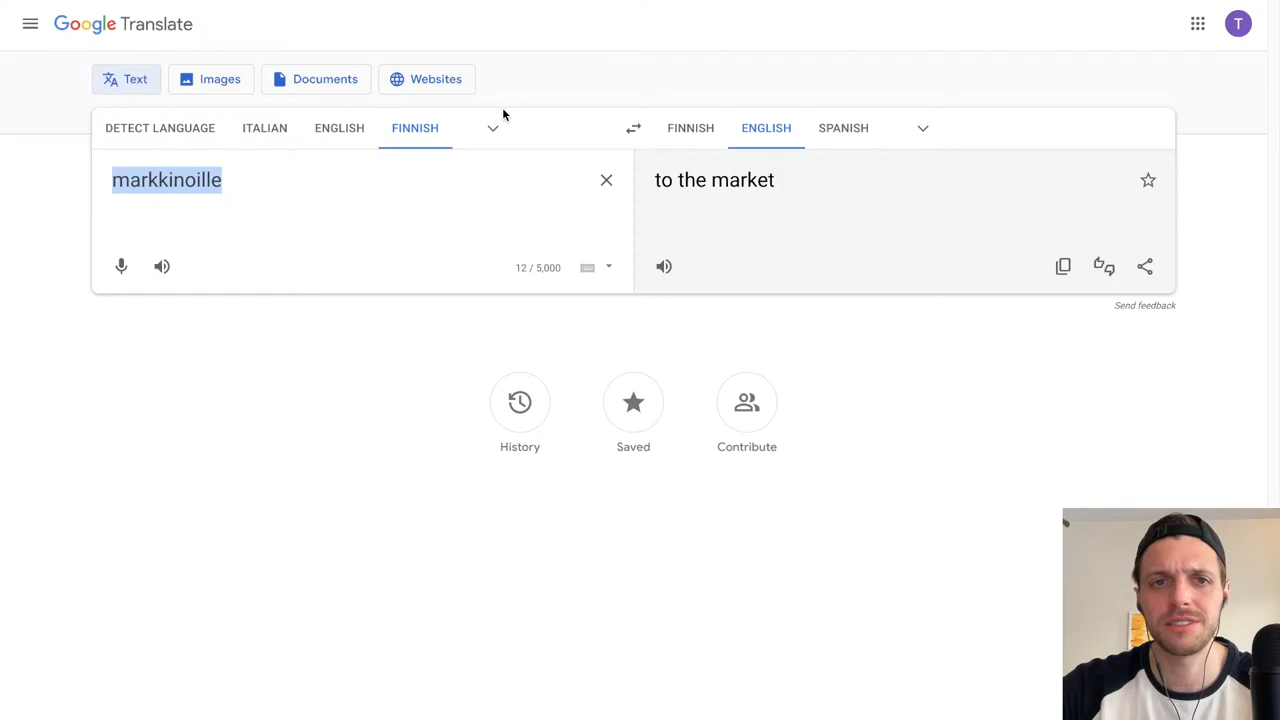 Google Translate
T
Text
Images
Documents
Websites
DETECT LANGUAGE
ITALIAN
ENGLISH
FINNISH
FINNISH
ENGLISH
SPANISH
markkinoille
to the market
12 / 5,000
Send feedback
History
Saved
Contribute